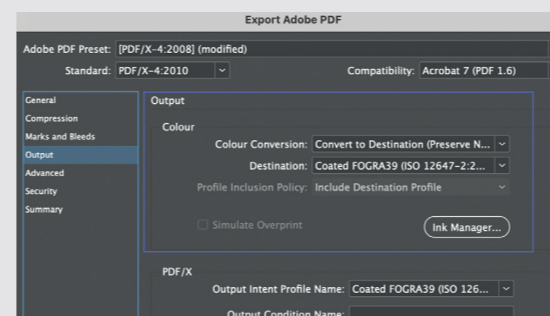 Export Adobe PDF
Adobe PDF Preset: [PDF/X-4:2008] (modified)
Standard: PDF/X-4:2010 Compatibility: Acrobat 7 (PDF 1.6)
General
Compression
Marks and Bleeds
Output
Advanced
Security
Summary
Output
Colour
Colour Conversion: Convert to Destination (Preserve N...
Destination: Coated FOGRA39 (ISO 12647-2:2...
Profile Inclusion Policy: Include Destination Profile
Simulate Overprint
Ink Manager...
PDF/X
Output Intent Profile Name: Coated FOGRA39 (ISO 126...
Output Condition Name: